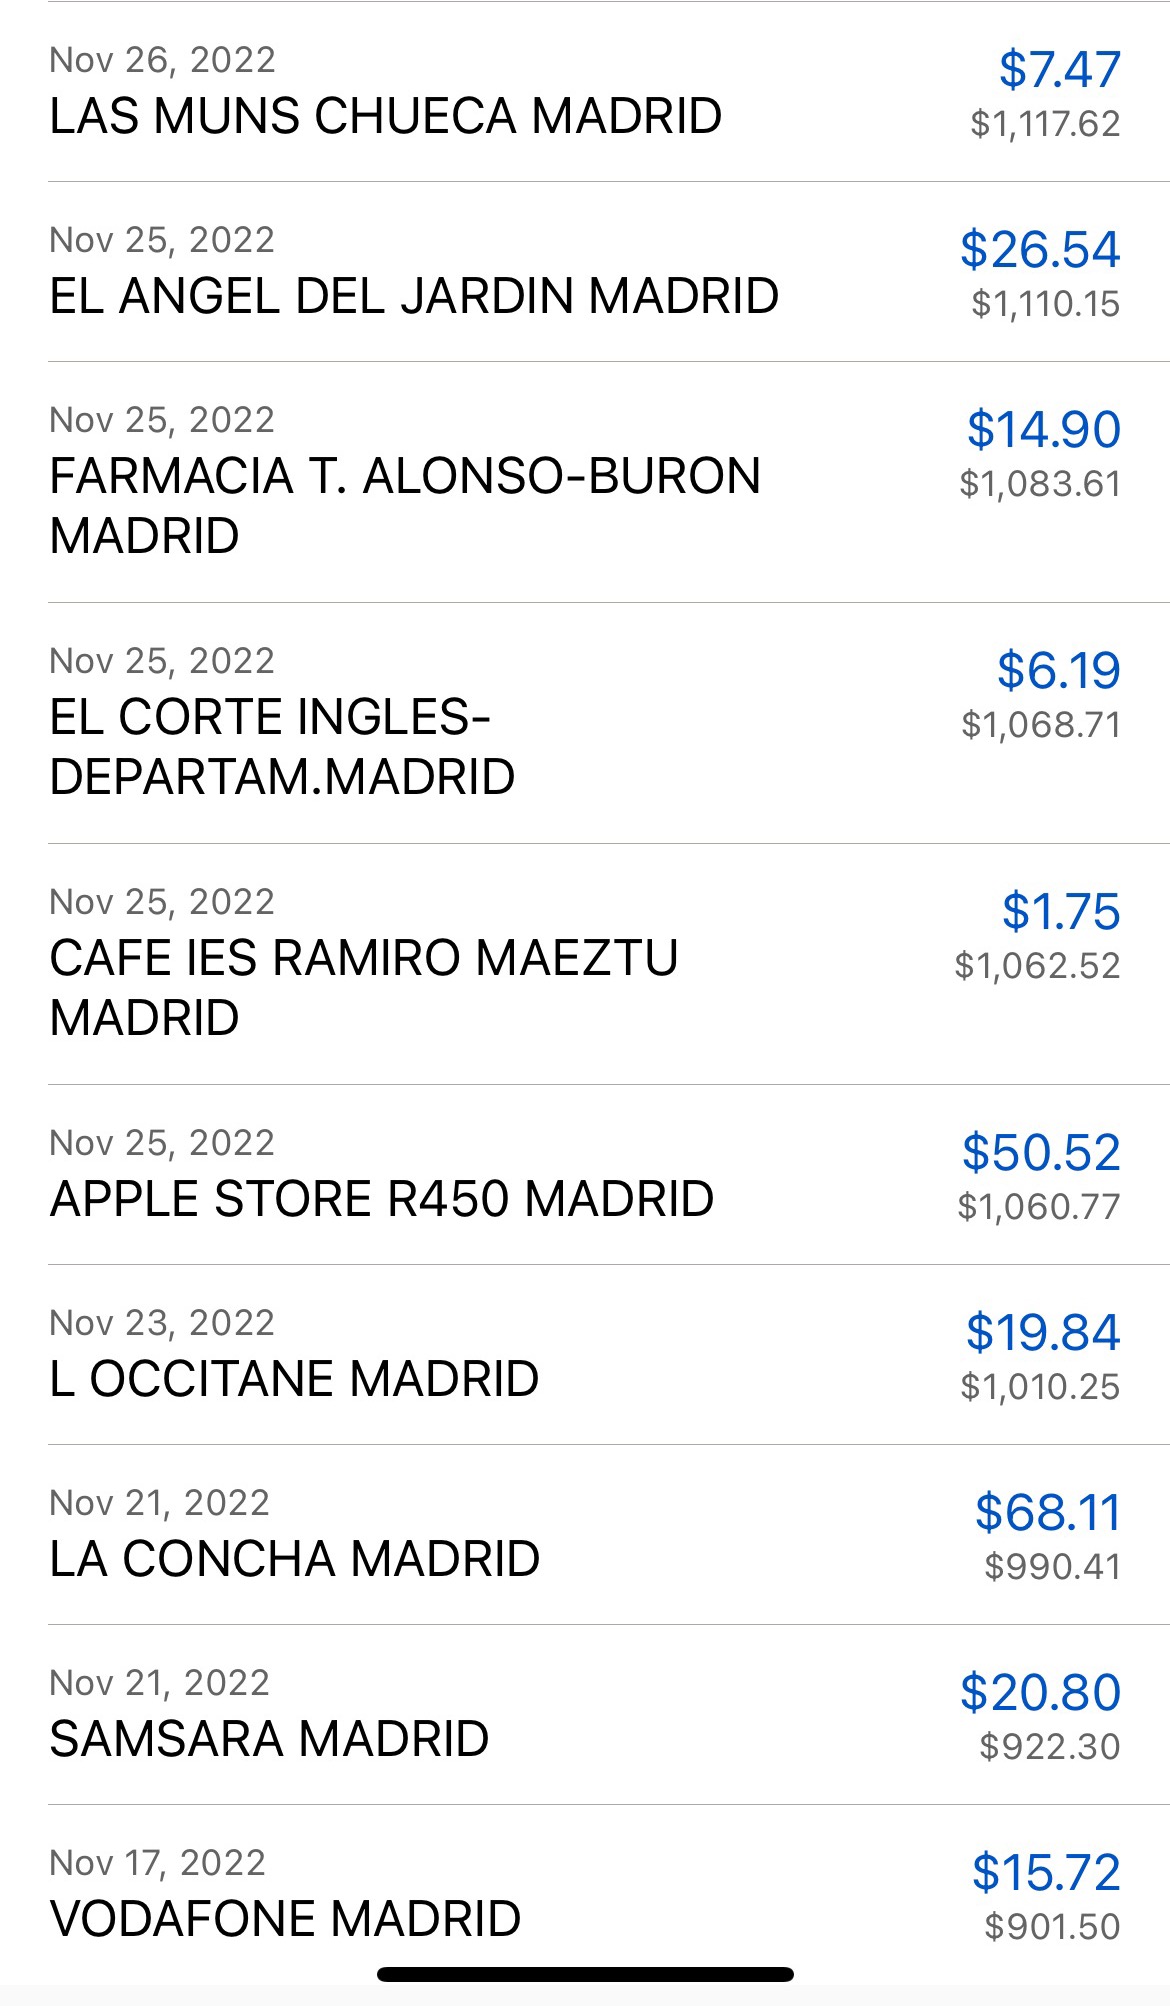 Nov 26, 2022
$7.47
LAS MUNS CHUECA MADRID
$1,117.62
Nov 25, 2022
$26.54
EL ANGEL DEL JARDIN MADRID
$1,110.15
Nov 25, 2022
$14.90
FARMACIA T. ALONSO-BURON
$1,083.61
MADRID
Nov 25, 2022
$6.19
EL CORTE INGLES-
$1,068.71
DEPARTAM.MADRID
Nov 25, 2022
$1.75
CAFE IES RAMIRO MAEZTU
$1,062.52
MADRID
Nov 25, 2022
$50.52
APPLE STORE R450 MADRID
$1,060.77
Nov 23, 2022
$19.84
L OCCITANE MADRID
$1,010.25
Nov 21, 2022
$68.11
LA CONCHA MADRID
$990.41
Nov 21, 2022
$20.80
SAMSARA MADRID
$922.30
Nov 17, 2022
$15.72
VODAFONE MADRID
$901.50